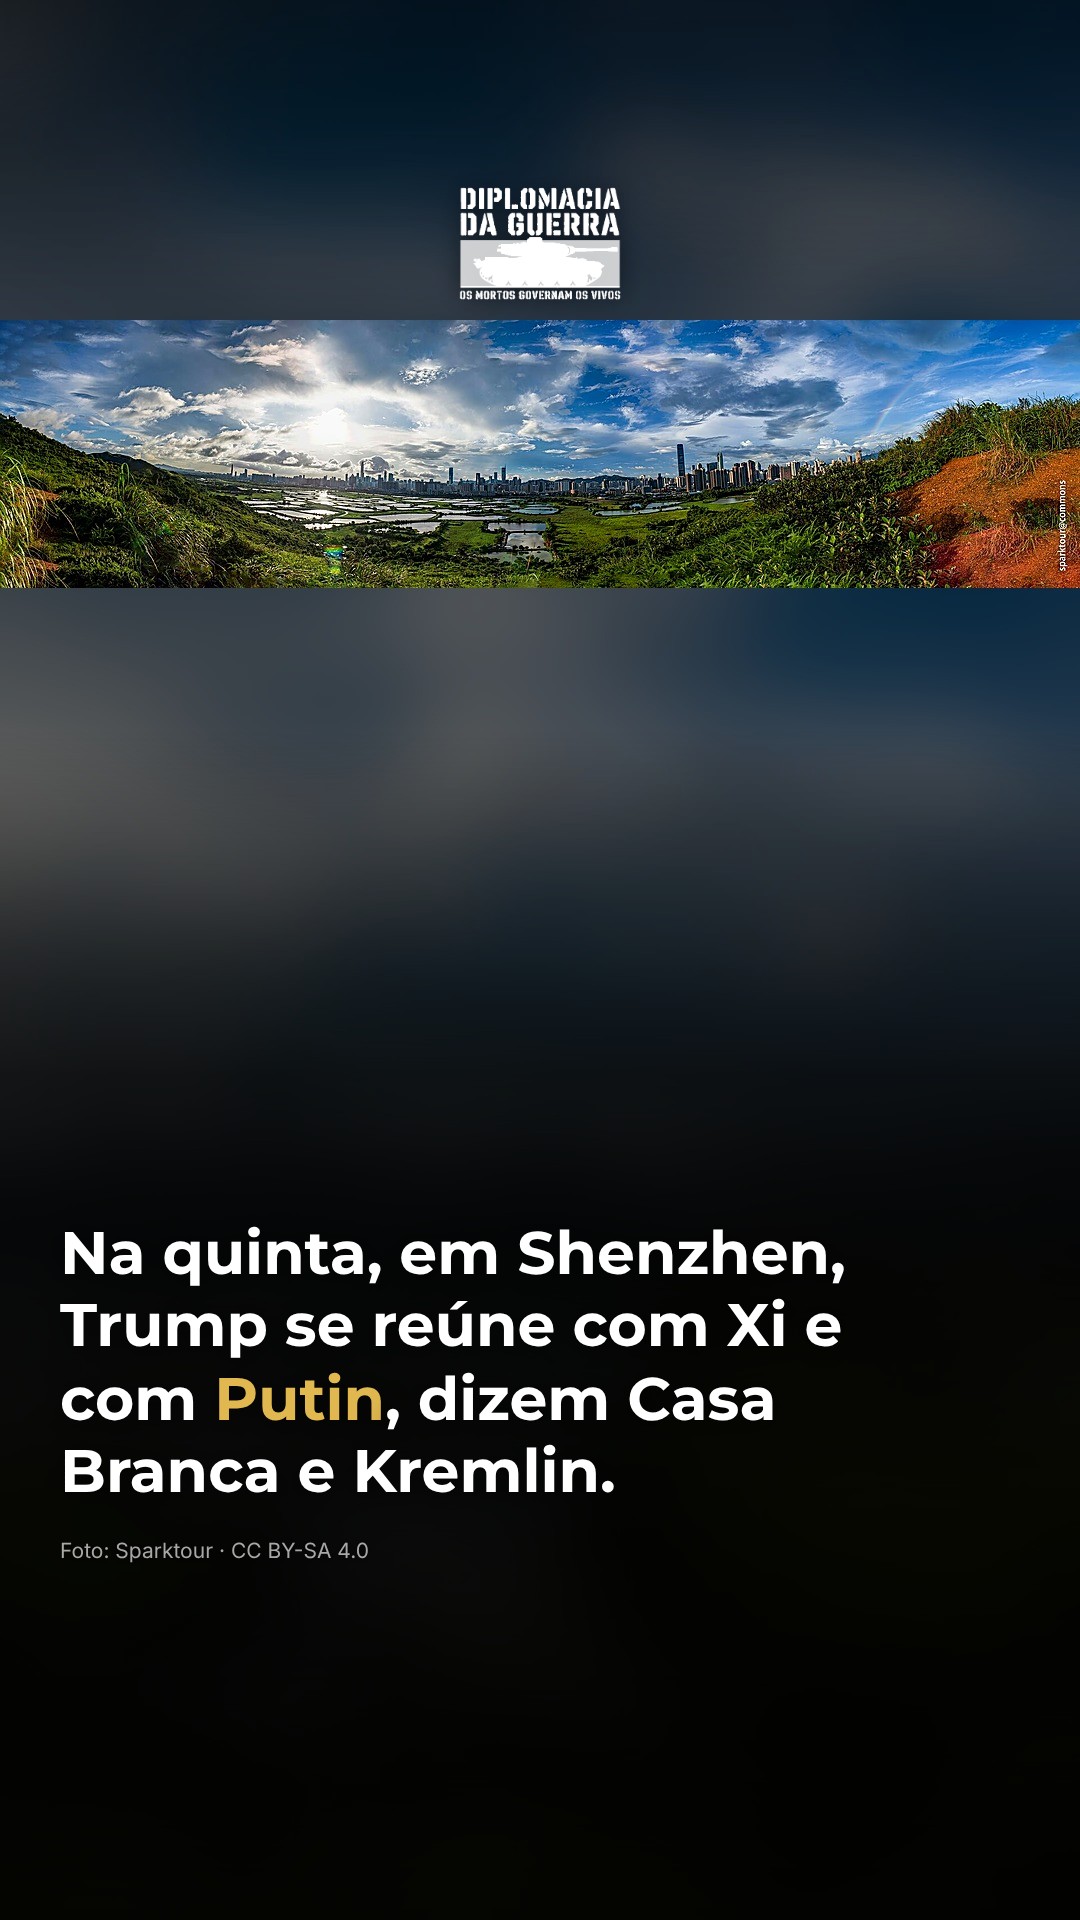 DIPLOMACIA
DA GUERRA
OS MORTOS GOVERNAM OS VIVOS
sparktour@commons
Na quinta, em Shenzhen,
Trump se reúne com Xi e
com Putin, dizem Casa
Branca e Kremlin.
Foto: Sparktour · CC BY-SA 4.0